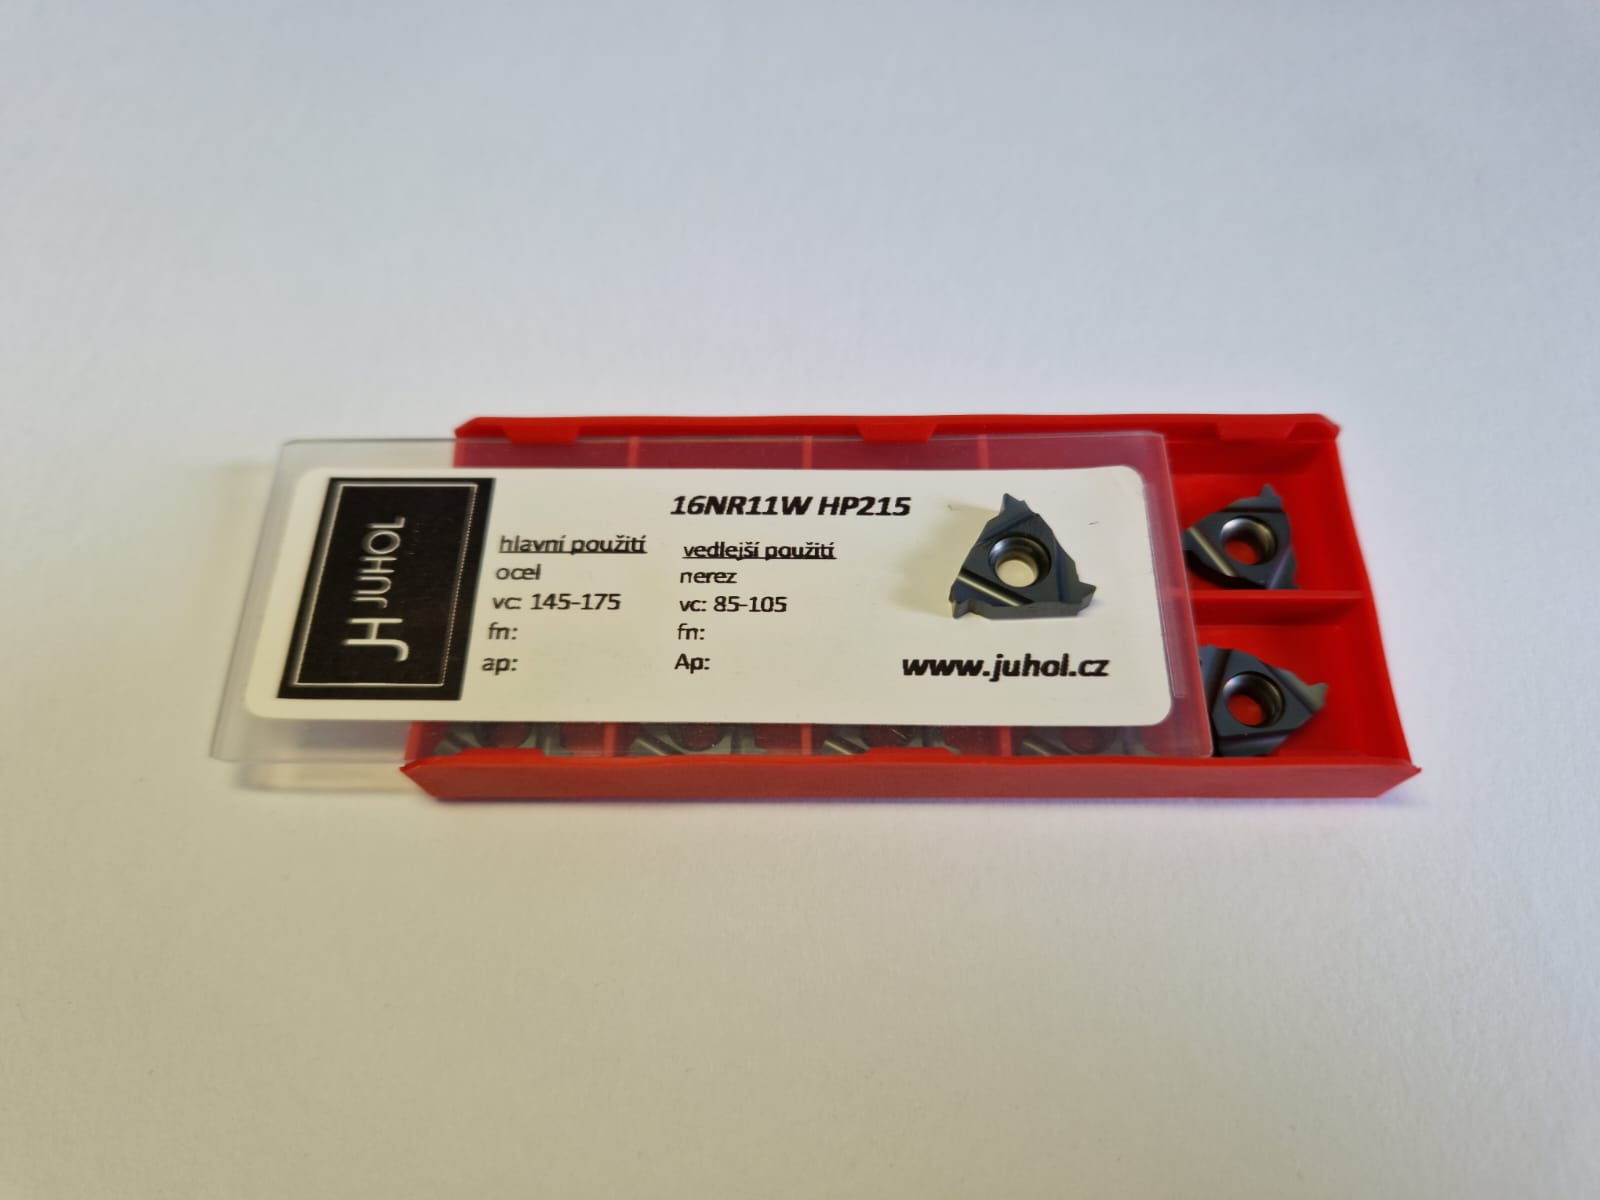 JH JUHOL
16NR11W HP215
hlavní použití
ocel
vc: 145-175
fn:
ap:
vedlejší použití
nerez
vc: 85-105
fn:
Ap:
www.juhol.cz